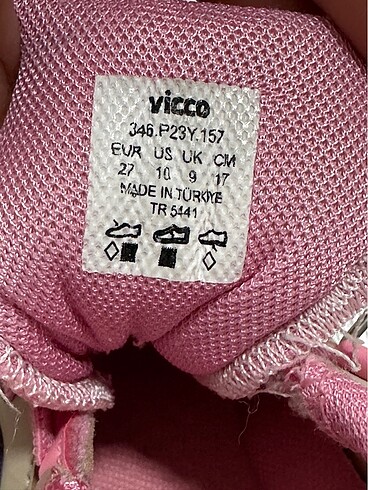 vicco
346.P23Y.157
EUR US UK CM
27 10 9 17
MADE IN TÜRKİYE
TR 5441